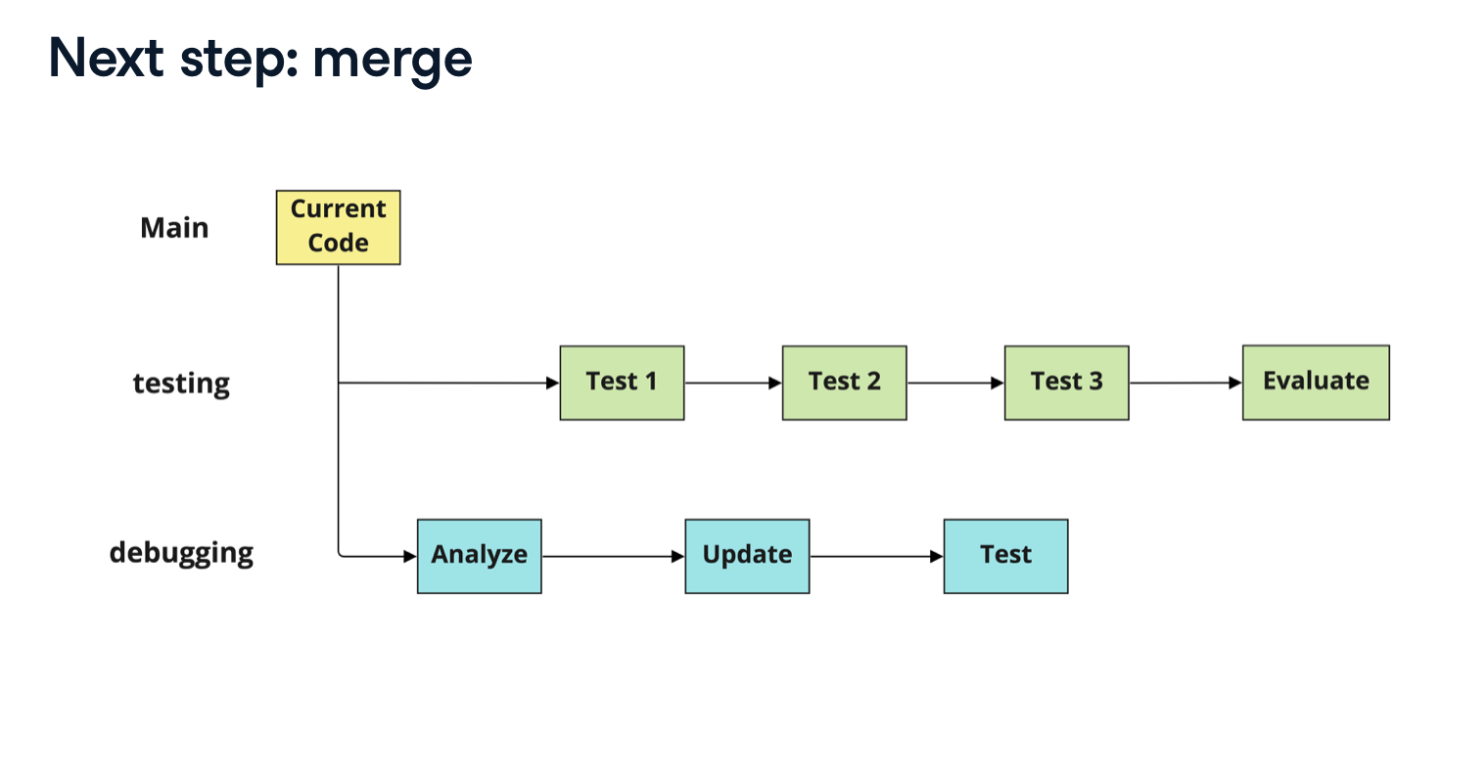 Next step: merge
Main
Current
Code
testing
Test 1
Test 2
Test 3
Evaluate
debugging
Analyze
Update
Test